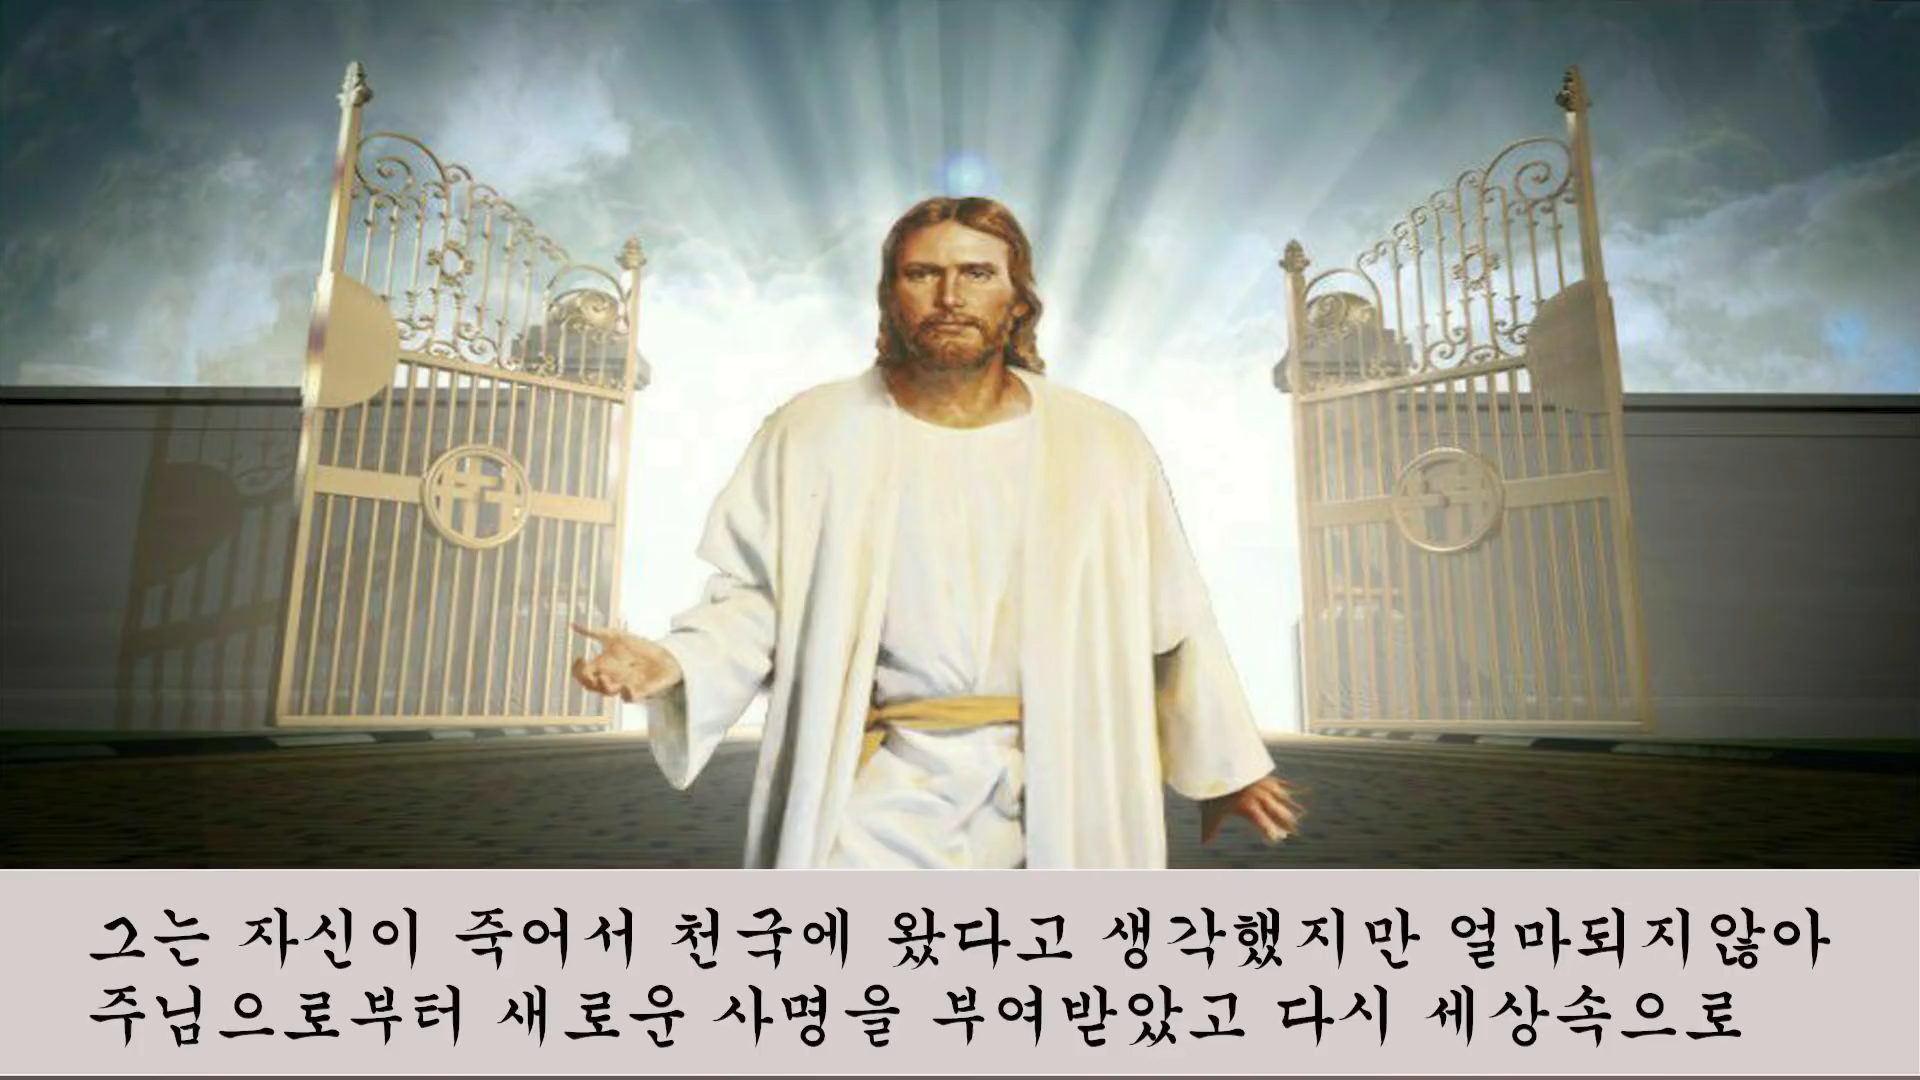 그는 자신이 죽어서 천국에 왔다고 생각했지만 얼마되지않아
주님으로부터 새로운 사명을 부여받았고 다시 세상속으로